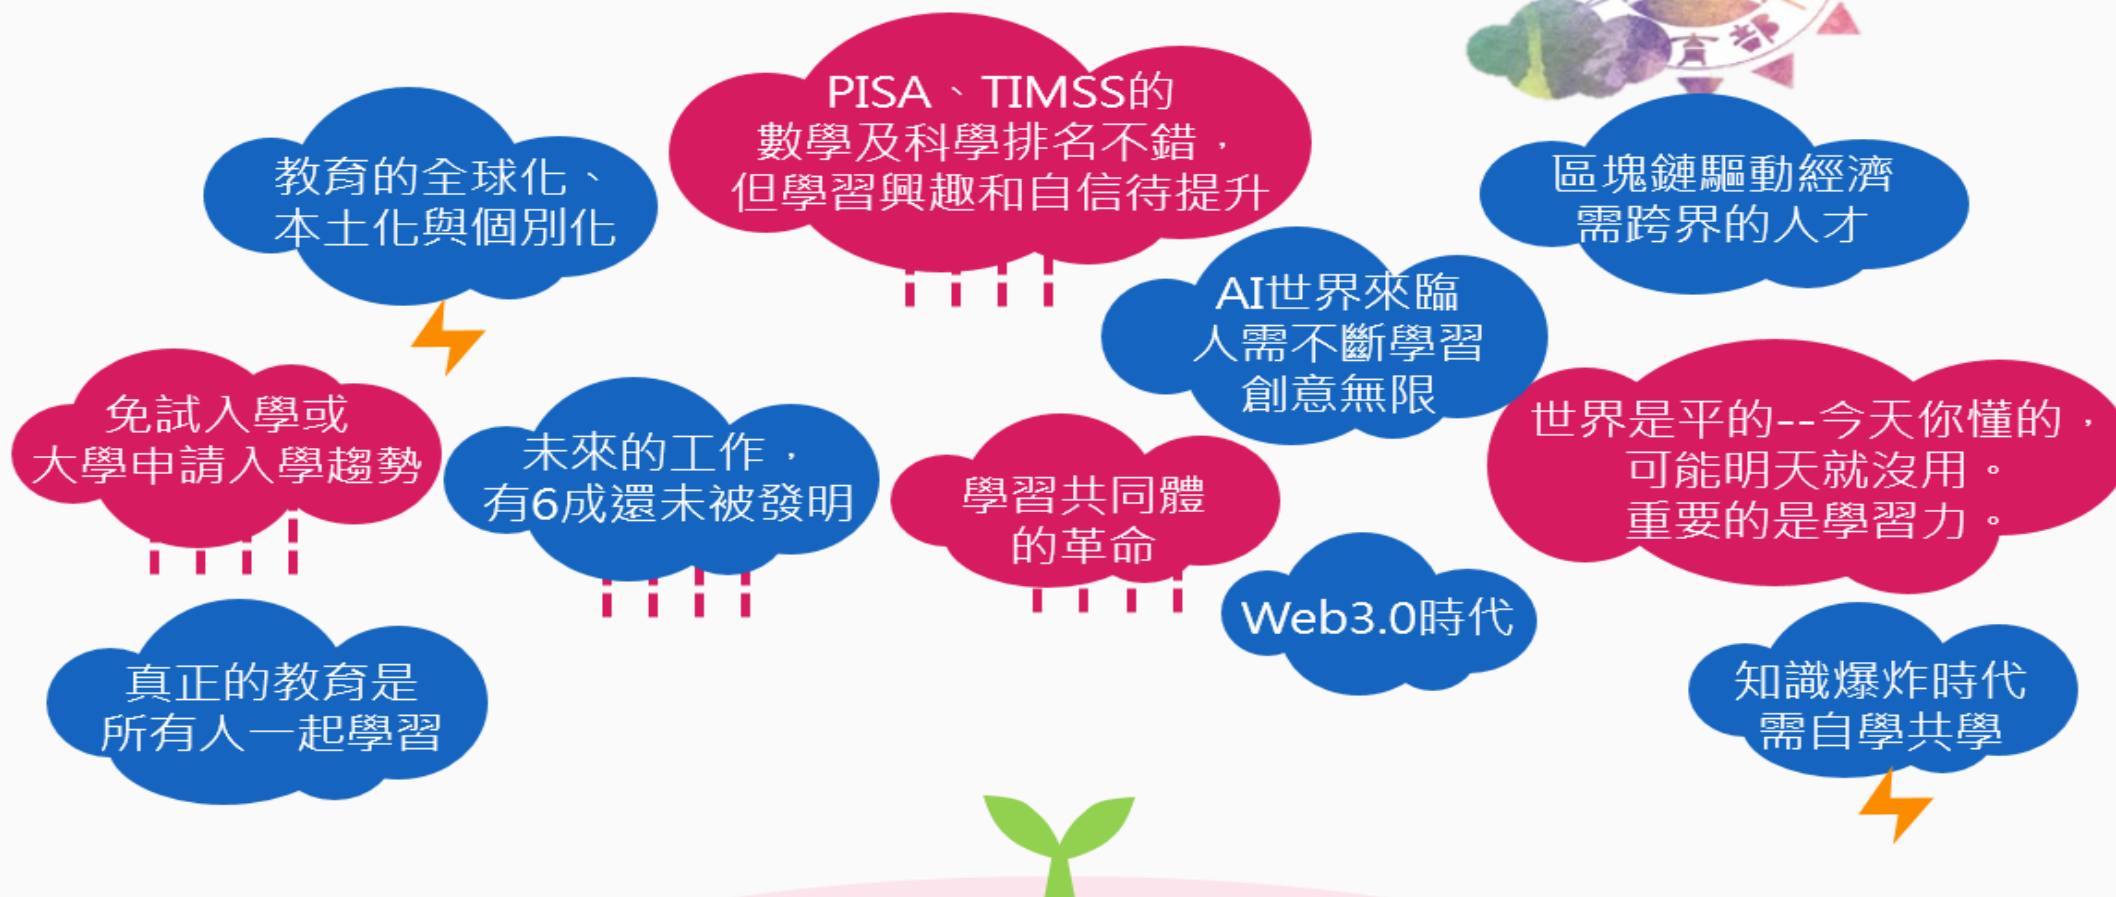 PISA、TIMSS的
數學及科學排名不錯，
但學習興趣和自信待提升
教育的全球化、
本土化與個別化
區塊鏈驅動經濟
需跨界的人才
AI世界來臨
人需不斷學習
創意無限
免試入學或
大學申請入學趨勢
未來的工作，
有6成還未被發明
學習共同體
的革命
世界是平的--今天你懂的，
可能明天就沒用。
重要的是學習力。
Web3.0時代
真正的教育是
所有人一起學習
知識爆炸時代
需自學共學
育部